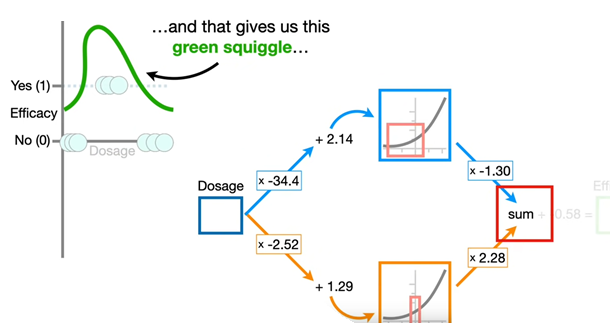 ...and that gives us this
green squiggle...
Yes (1)
Efficacy
No (0)
Dosage
Dosage
x -34.4
+ 2.14
x -1.30
sum + -0.58 =
x -2.52
+ 1.29
x 2.28